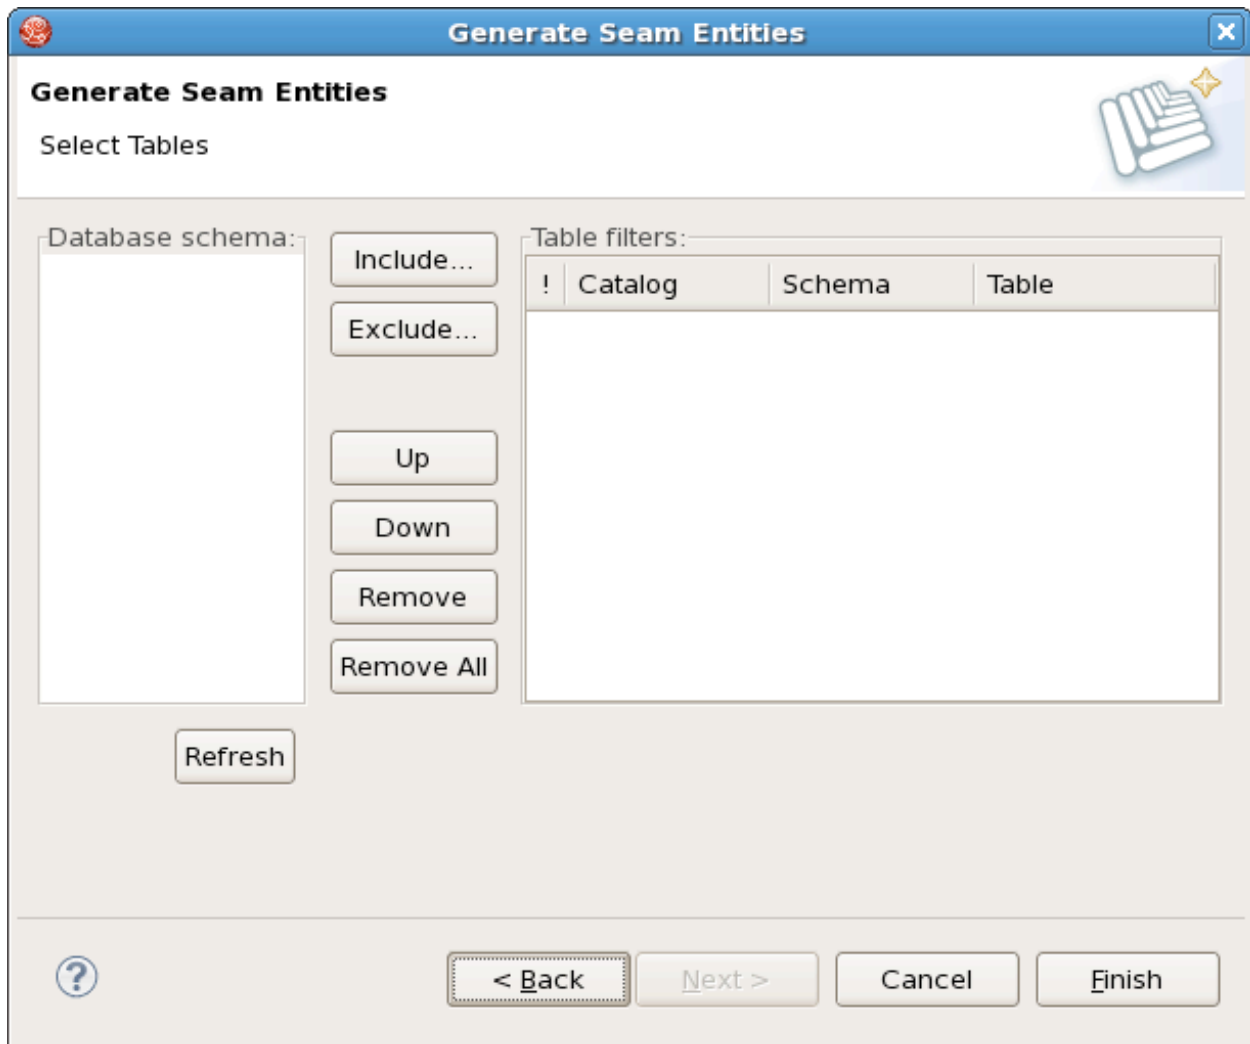 Generate Seam Entities
Generate Seam Entities
Select Tables
Database schema:
Include...
Exclude...
Up
Down
Remove
Remove All
Refresh
Table filters:
! Catalog Schema Table
< Back Next > Cancel Finish